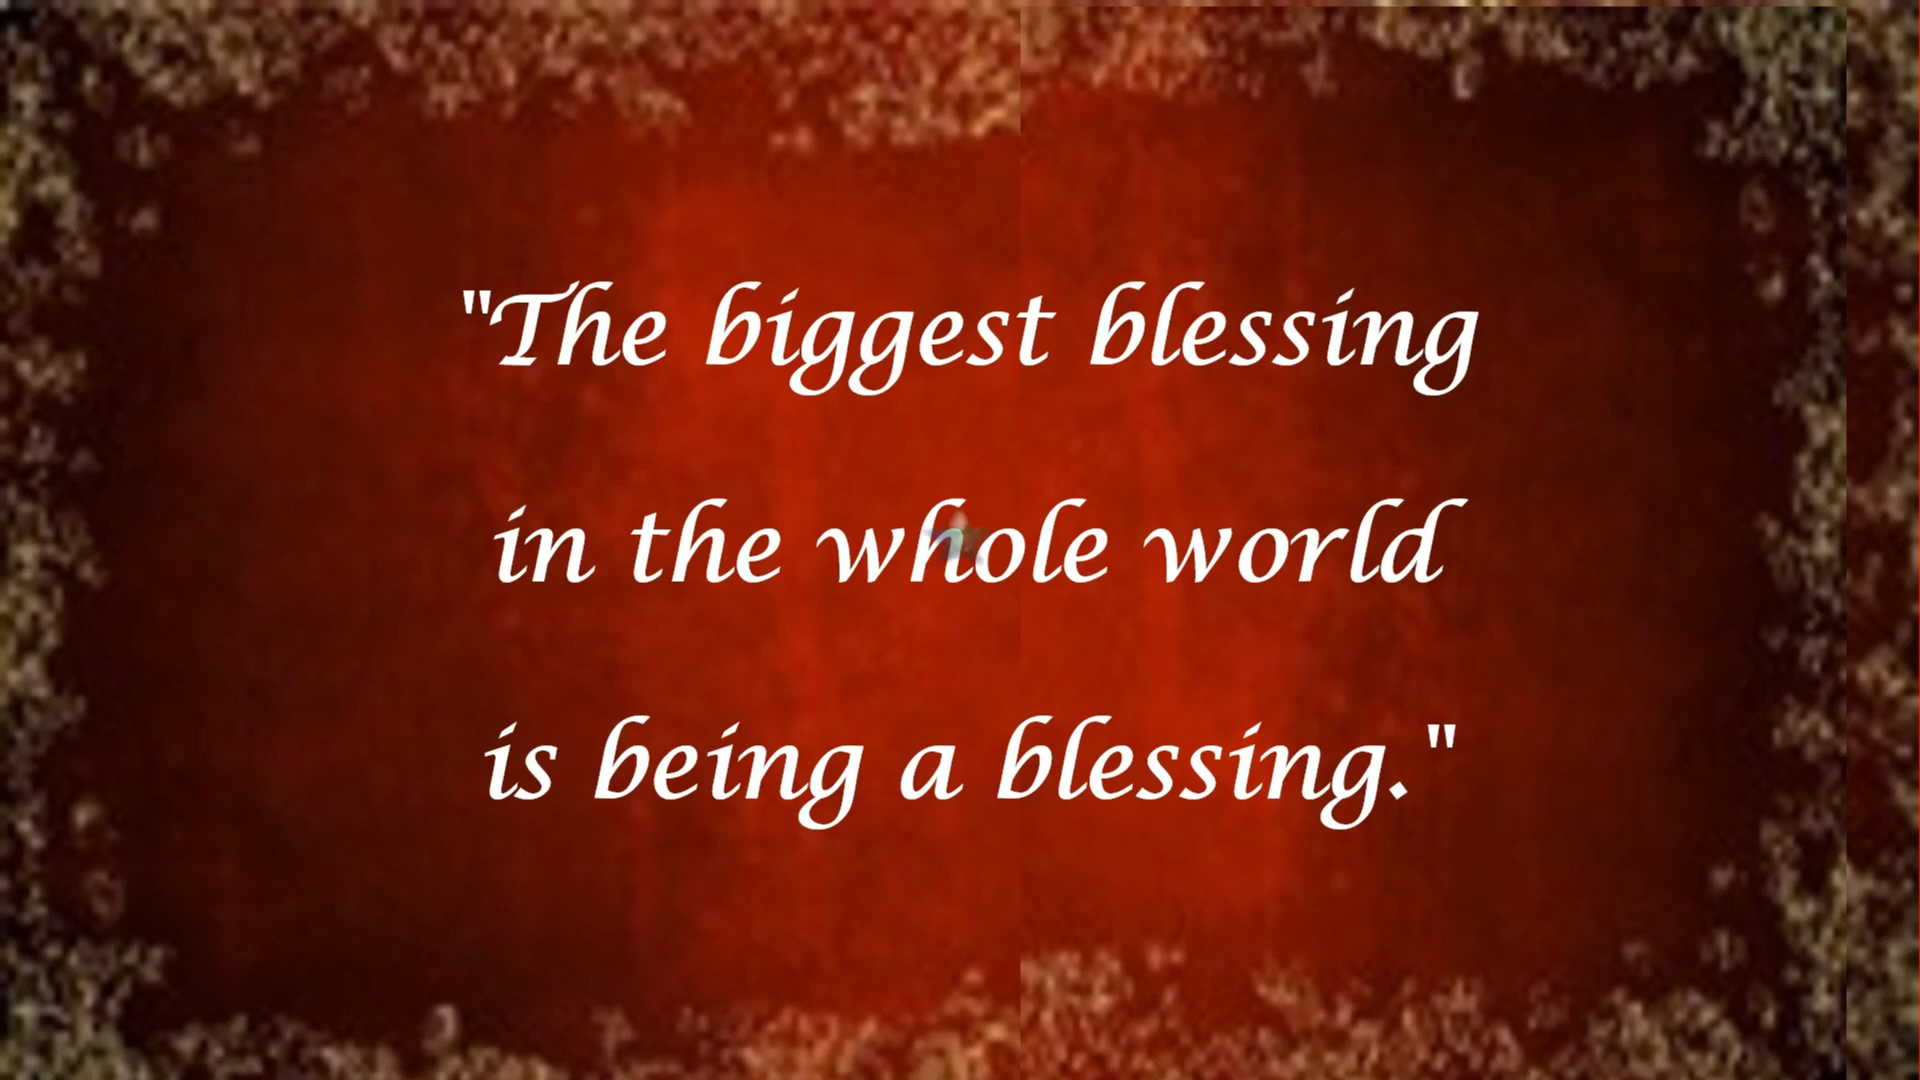 "The biggest blessing
in the whole world
is being a blessing."